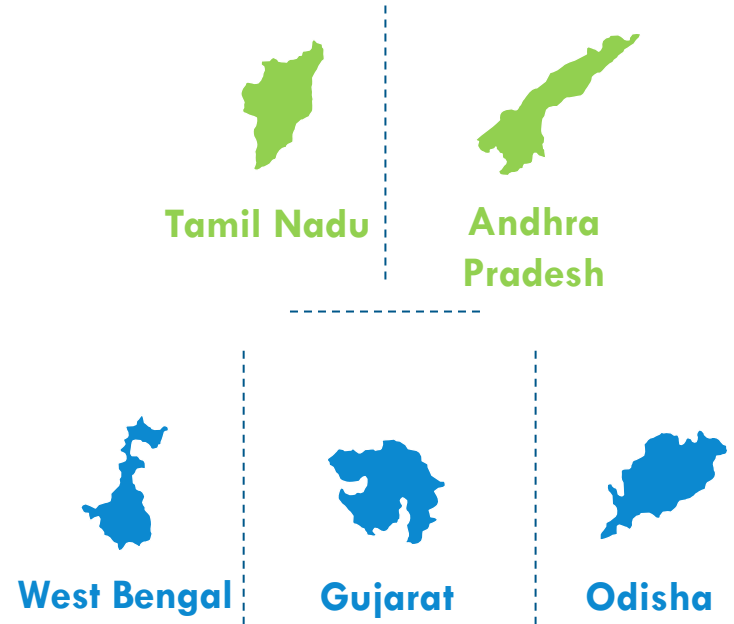 Tamil Nadu
Andhra
Pradesh
West Bengal
Gujarat
Odisha